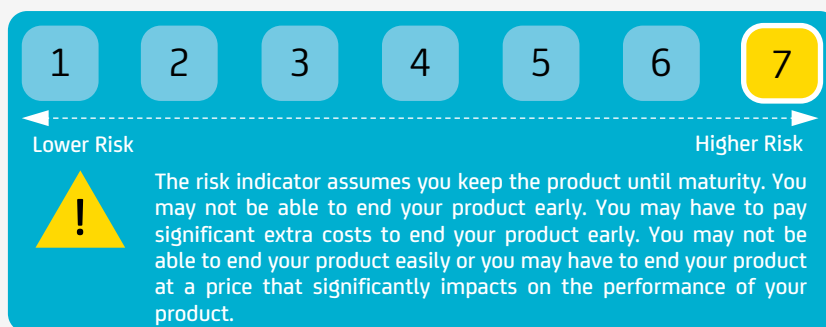 1 2 3 4 5 6 7
Lower Risk Higher Risk
!
The risk indicator assumes you keep the product until maturity. You
may not be able to end your product early. You may have to pay
significant extra costs to end your product early. You may not be
able to end your product easily or you may have to end your product
at a price that significantly impacts on the performance of your
product.